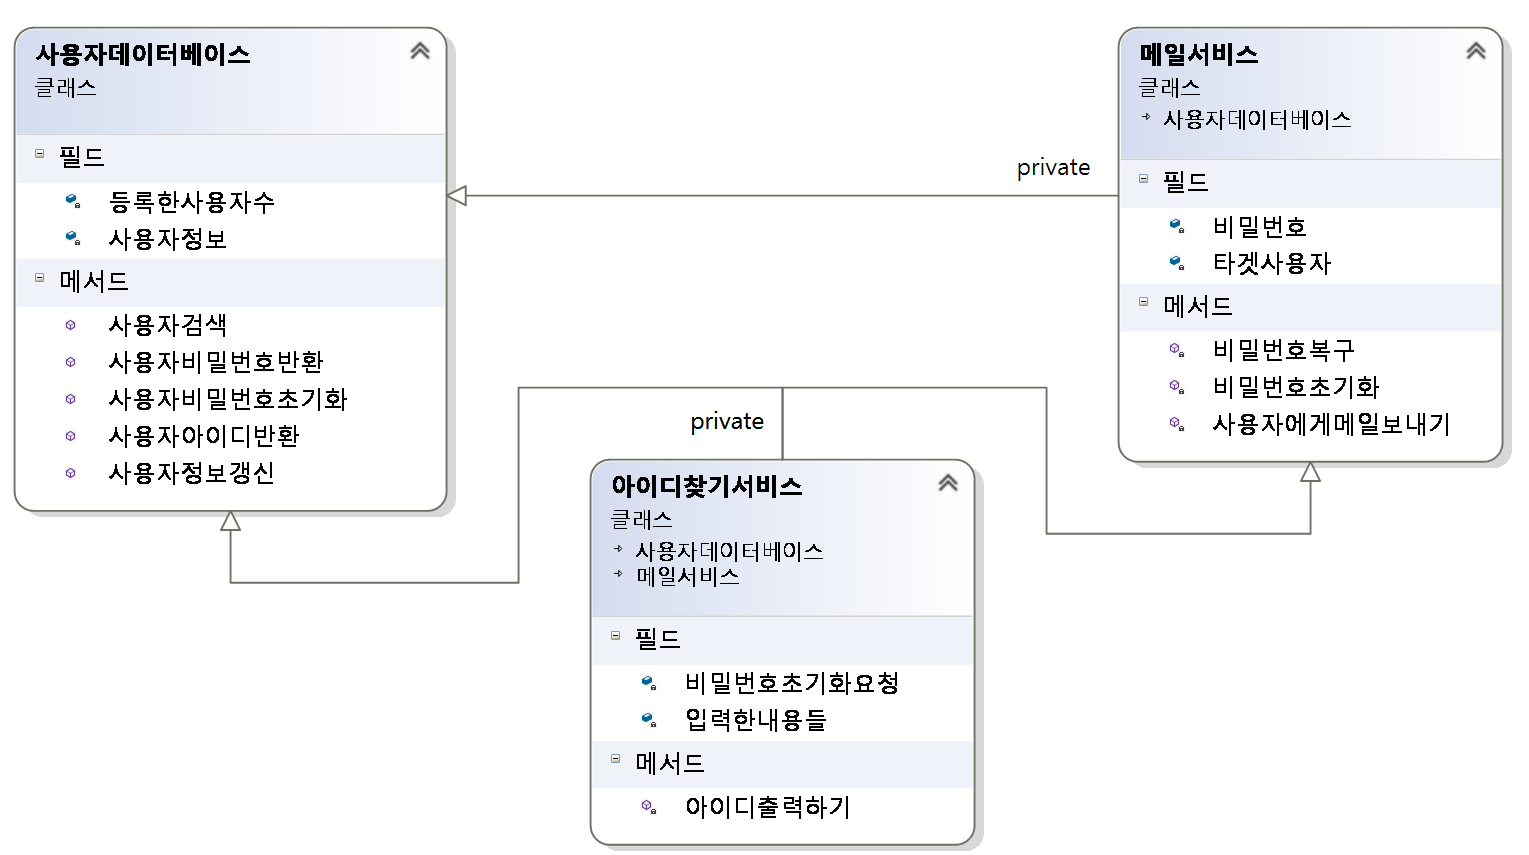 사용자데이터베이스
클래스
필드
등록한사용자수
사용자정보
메서드
사용자검색
사용자비밀번호반환
사용자비밀번호초기화
사용자아이디반환
사용자정보갱신
private
메일서비스
클래스
사용자데이터베이스
필드
비밀번호
타겟사용자
메서드
비밀번호복구
비밀번호초기화
사용자에게메일보내기
private
아이디찾기서비스
클래스
사용자데이터베이스
메일서비스
필드
비밀번호초기화요청
입력한내용들
메서드
아이디출력하기